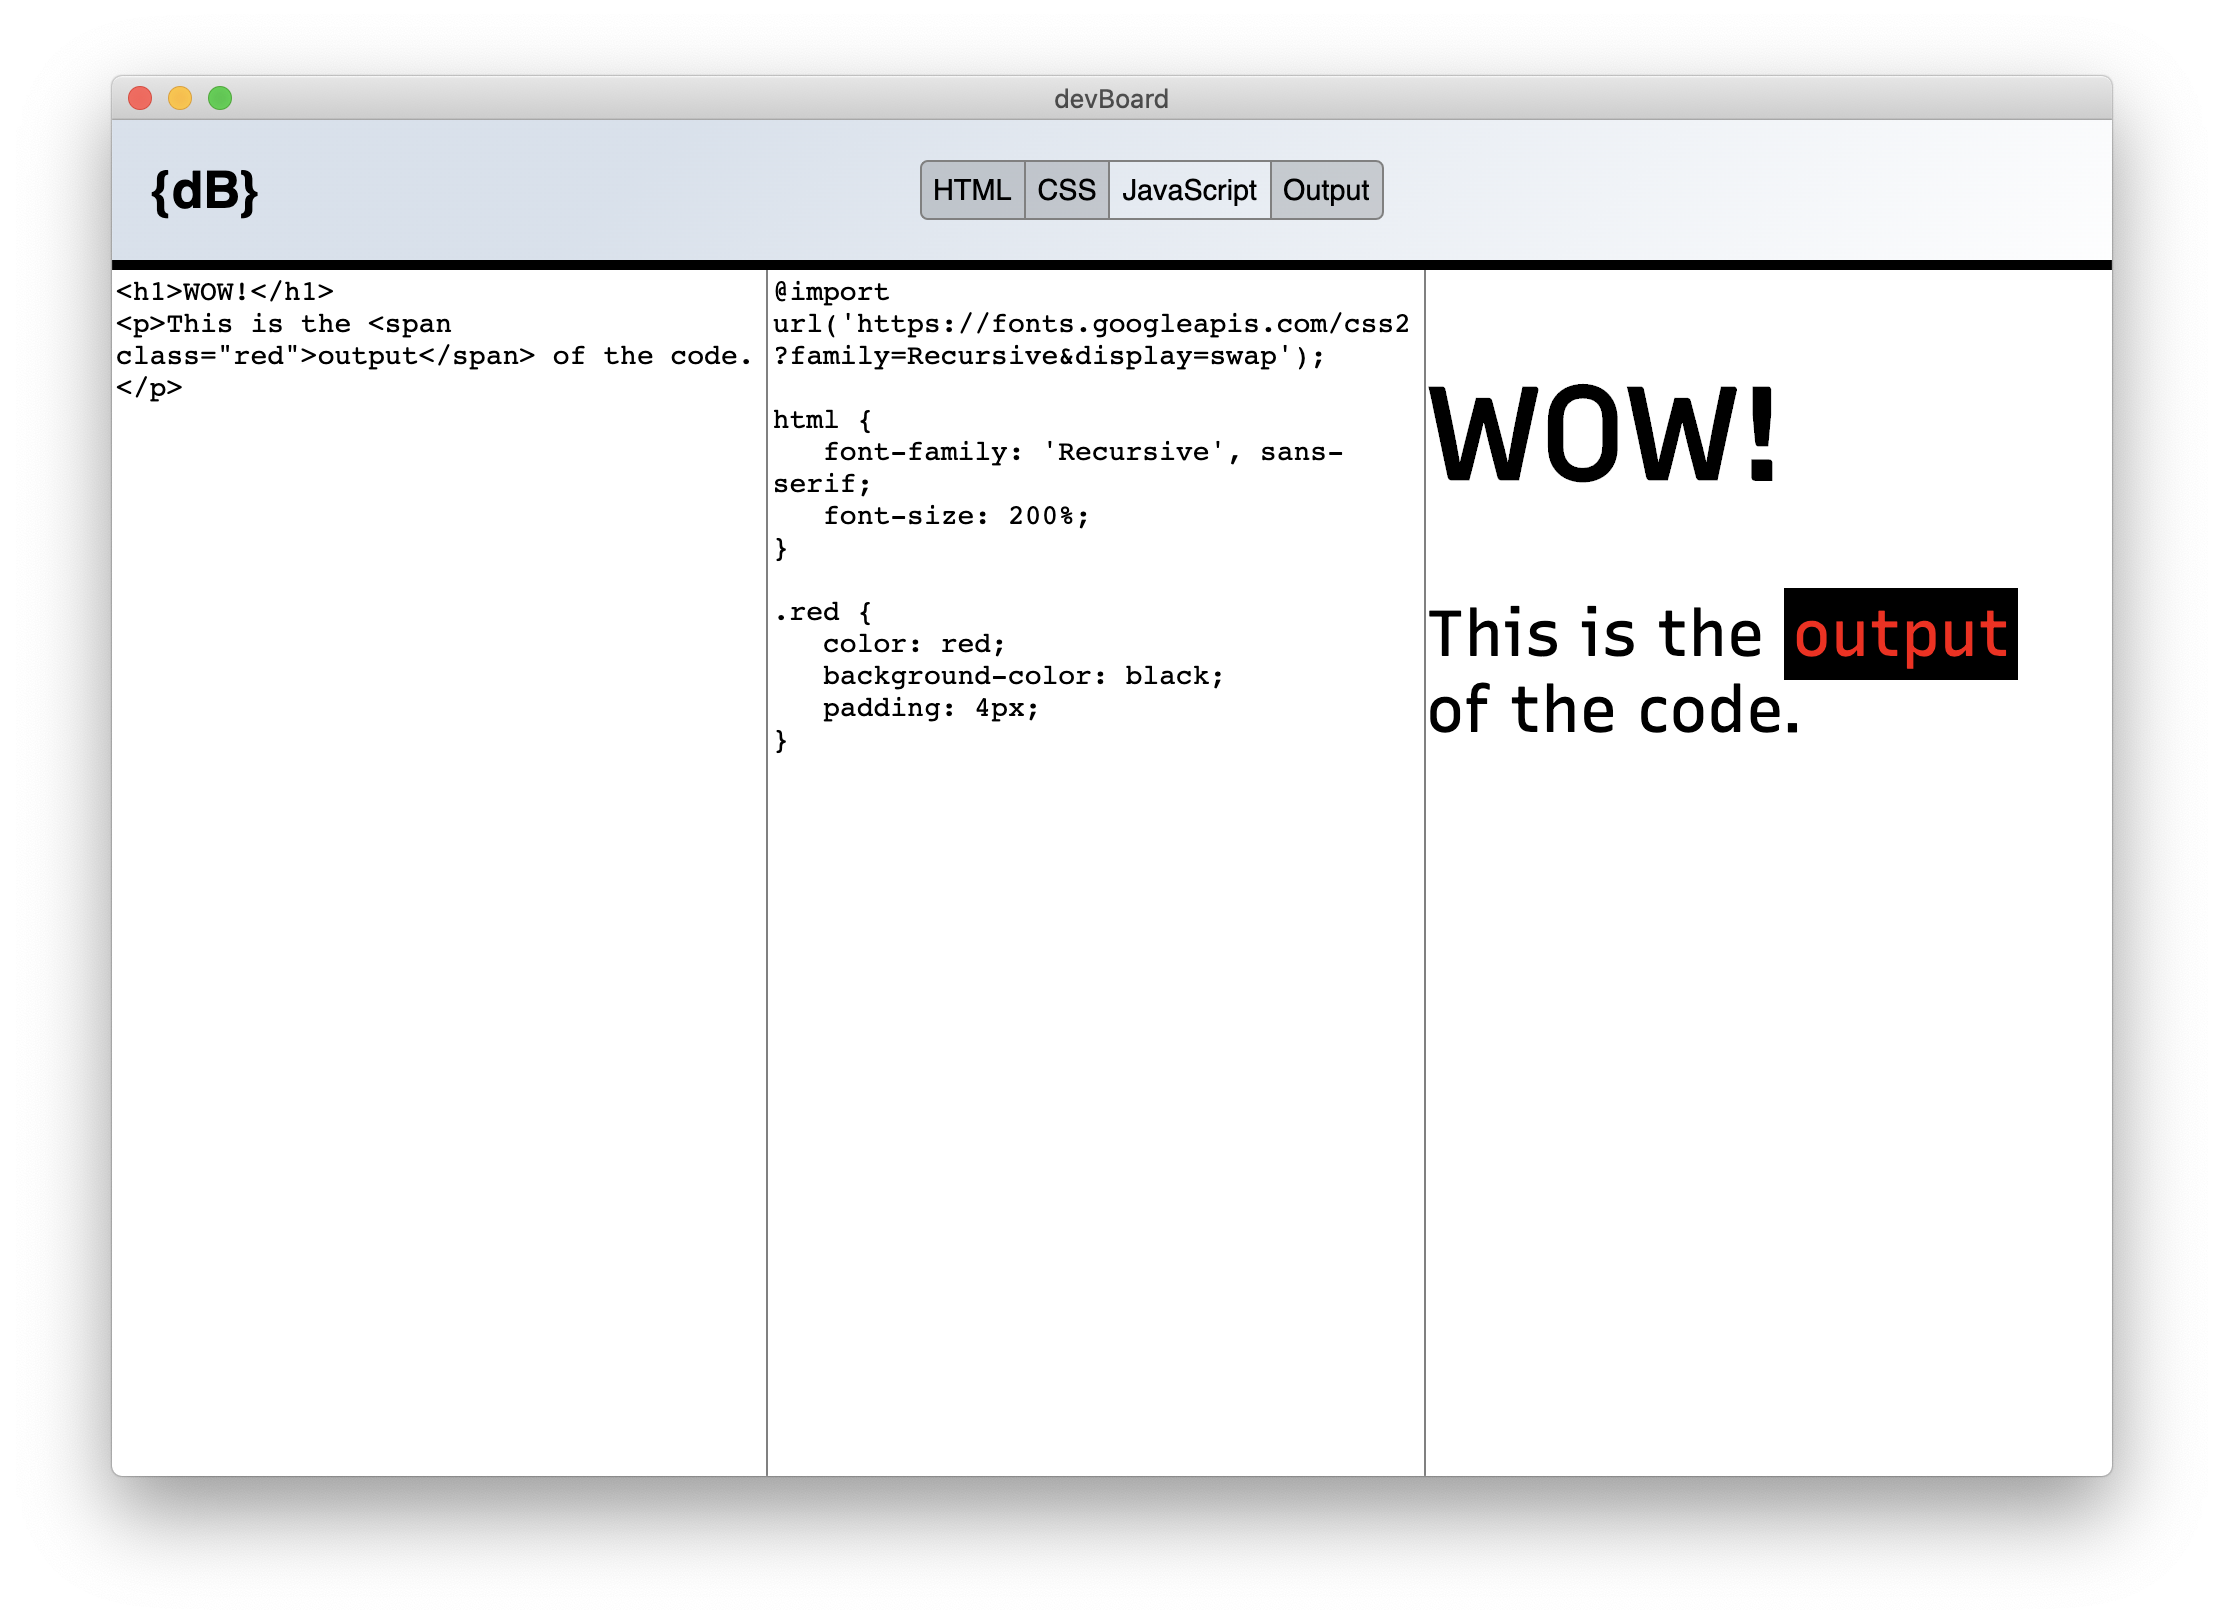 devBoard
{dB}
HTML CSS JavaScript Output
<h1>WOW!</h1>
<p>This is the <span
class="red">output</span> of the code.
</p>
@import
url('https://fonts.googleapis.com/css2
?family=Recursive&display=swap');
html {
   font-family: 'Recursive', sans-
serif;
   font-size: 200%;
}
.red {
   color: red;
   background-color: black;
   padding: 4px;
}
WOW!
This is the output
of the code.